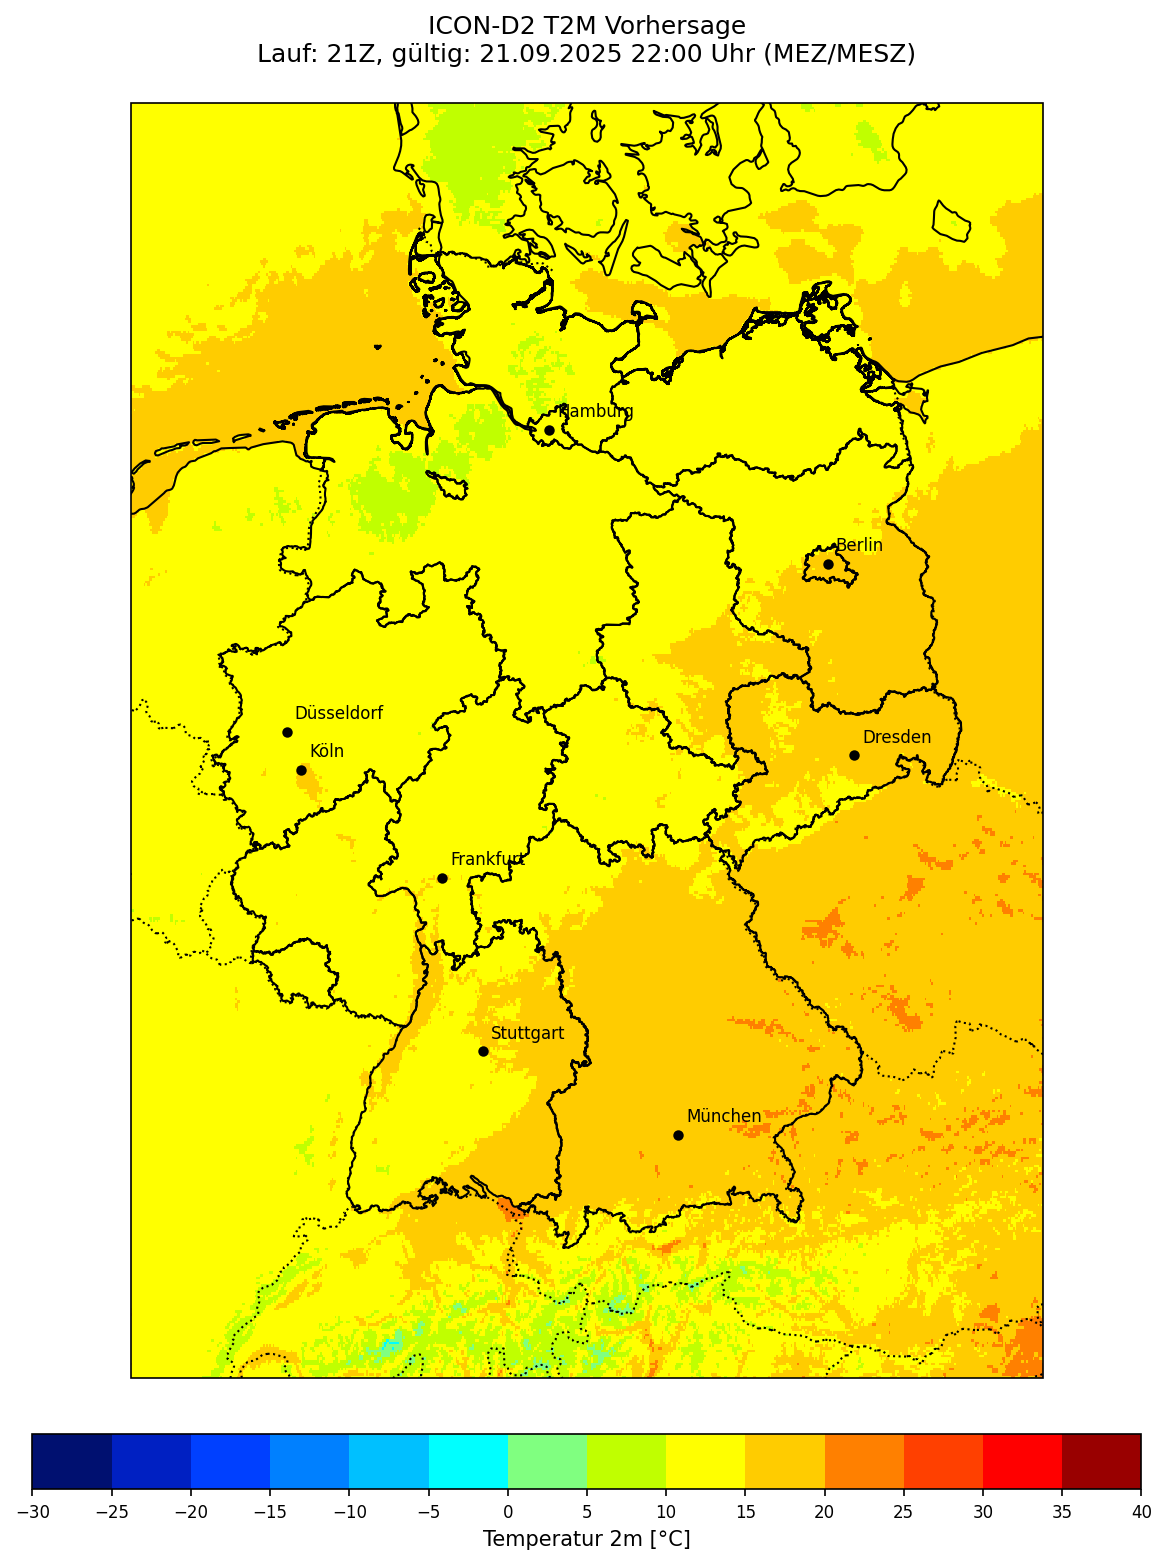 ICON-D2 T2M Vorhersage
Lauf: 21Z, gültig: 21.09.2025 22:00 Uhr (MEZ/MESZ)
Hamburg
Berlin
Düsseldorf
Dresden
Köln
Frankfurt
Stuttgart
München
−30 −25 −20 −15 −10 −5 0 5 10 15 20 25 30 35 40
Temperatur 2m [°C]